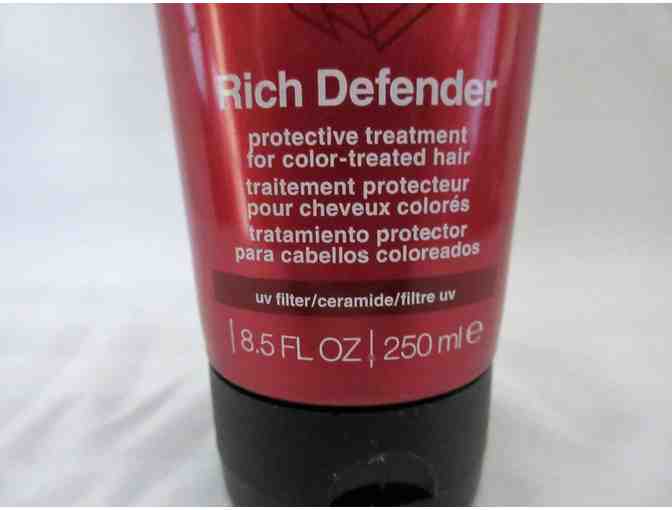 Rich Defender
protective treatment
for color-treated hair
traitement protecteur
pour cheveux colorés
tratamiento protector
para cabellos coloreados
uv filter/ceramide/filtre uv
8.5 FL OZ | 250 ml e